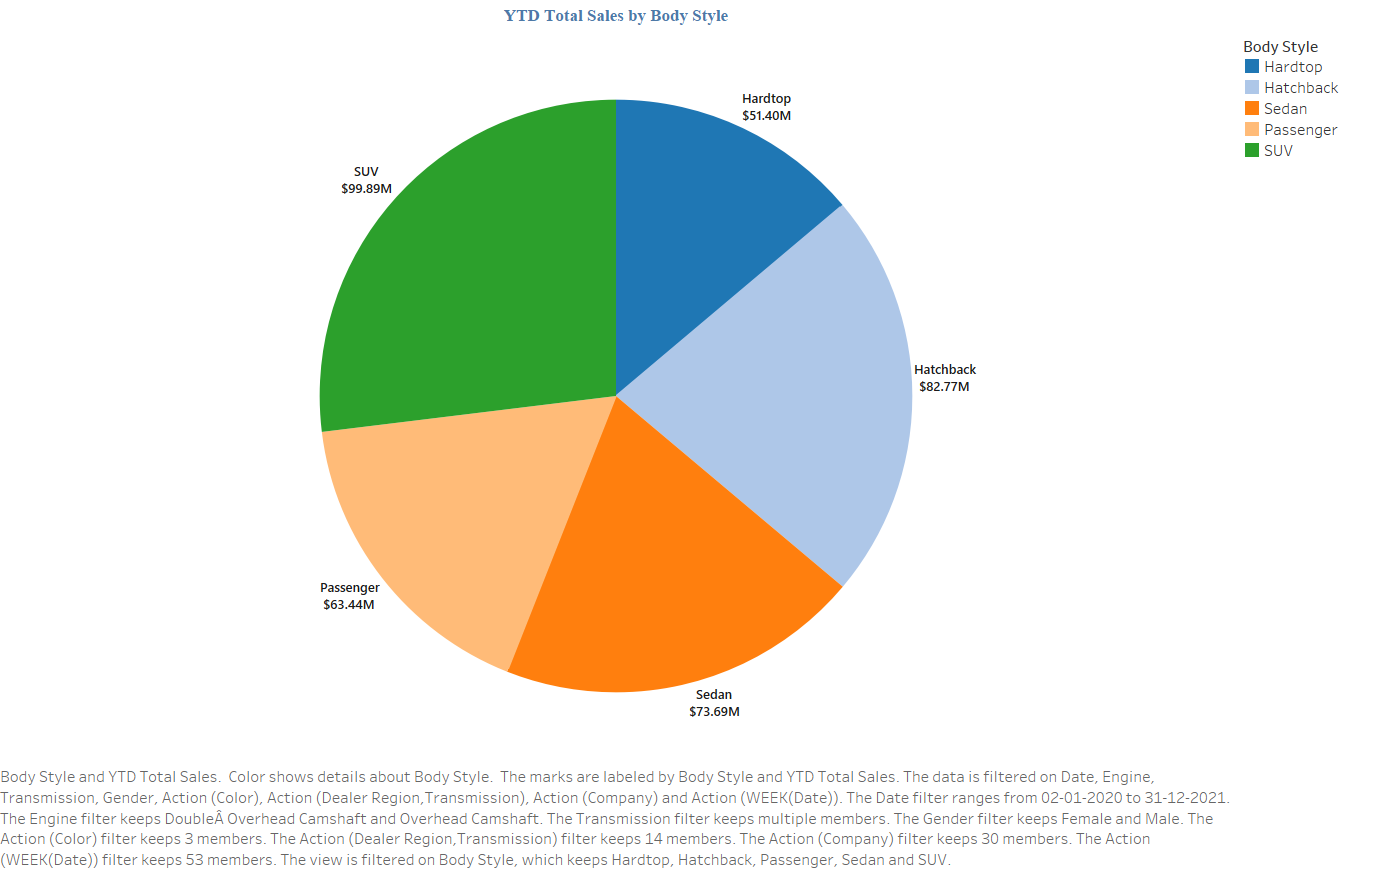 YTD Total Sales by Body Style
Body Style
Hardtop
Hatchback
Sedan
Passenger
SUV
Hardtop
$51.40M
SUV
$99.89M
Hatchback
$82.77M
Passenger
$63.44M
Sedan
$73.69M
Body Style and YTD Total Sales.  Color shows details about Body Style.  The marks are labeled by Body Style and YTD Total Sales. The data is filtered on Date, Engine,
Transmission, Gender, Action (Color), Action (Dealer Region,Transmission), Action (Company) and Action (WEEK(Date)). The Date filter ranges from 02-01-2020 to 31-12-2021.
The Engine filter keeps DoubleÂ Overhead Camshaft and Overhead Camshaft. The Transmission filter keeps multiple members. The Gender filter keeps Female and Male. The
Action (Color) filter keeps 3 members. The Action (Dealer Region,Transmission) filter keeps 14 members. The Action (Company) filter keeps 30 members. The Action
(WEEK(Date)) filter keeps 53 members. The view is filtered on Body Style, which keeps Hardtop, Hatchback, Passenger, Sedan and SUV.